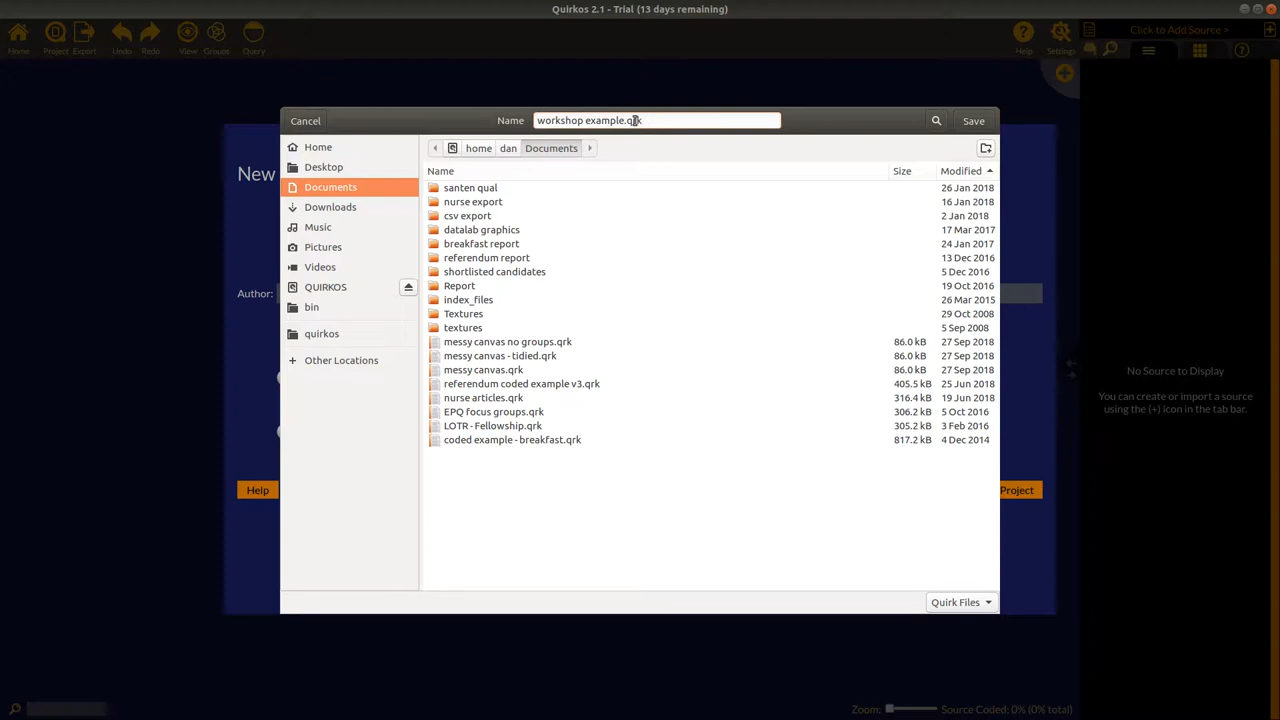 Quirkos 2.1 - Trial (13 days remaining)
Home Project Export Undo Redo View Groups Query Help Settings
Click to Add Source >
Cancel Name workshop example.qrk Save
home dan Documents
Home
Desktop
Documents
Downloads
Music
Pictures
Videos
QUIRKOS
bin
quirkos
Other Locations
Name Size Modified
santen qual 26 Jan 2018
nurse export 16 Jan 2018
csv export 2 Jan 2018
datalab graphics 17 Mar 2017
breakfast report 24 Jan 2017
referendum report 13 Dec 2016
shortlisted candidates 5 Dec 2016
Report 19 Oct 2016
index_files 26 Mar 2015
Textures 29 Oct 2008
textures 5 Sep 2008
messy canvas no groups.qrk 86.0 kB 27 Sep 2018
messy canvas - tidied.qrk 86.0 kB 27 Sep 2018
messy canvas.qrk 86.0 kB 27 Sep 2018
referendum coded example v3.qrk 405.5 kB 25 Jun 2018
nurse articles.qrk 316.4 kB 19 Jun 2018
EPQ focus groups.qrk 306.2 kB 5 Oct 2016
LOTR - Fellowship.qrk 305.2 kB 3 Feb 2016
coded example - breakfast.qrk 817.2 kB 4 Dec 2014
Quirk Files
New
Author:
Help
Project
No Source to Display
You can create or import a source
using the (+) icon in the tab bar.
Zoom: Source Coded: 0% (0% total)